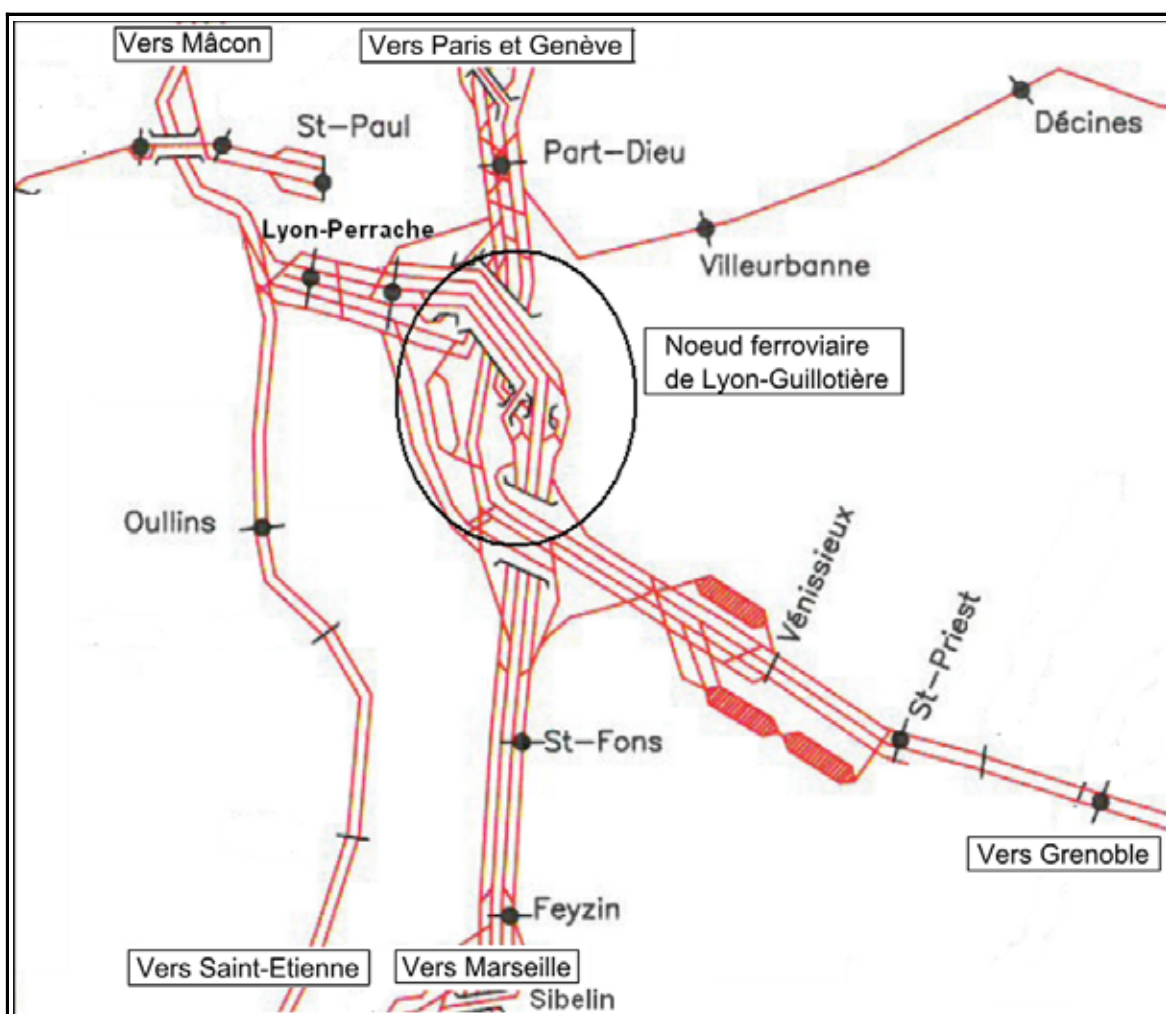 Vers Mâcon
Vers Paris et Genève
St-Paul
Part-Dieu
Décines
Lyon-Perrache
Villeurbanne
Noeud ferroviaire
de Lyon-Guillotière
Oullins
Vénissieux
St-Priest
St-Fons
Vers Grenoble
Feyzin
Vers Saint-Etienne
Vers Marseille
Sibelin